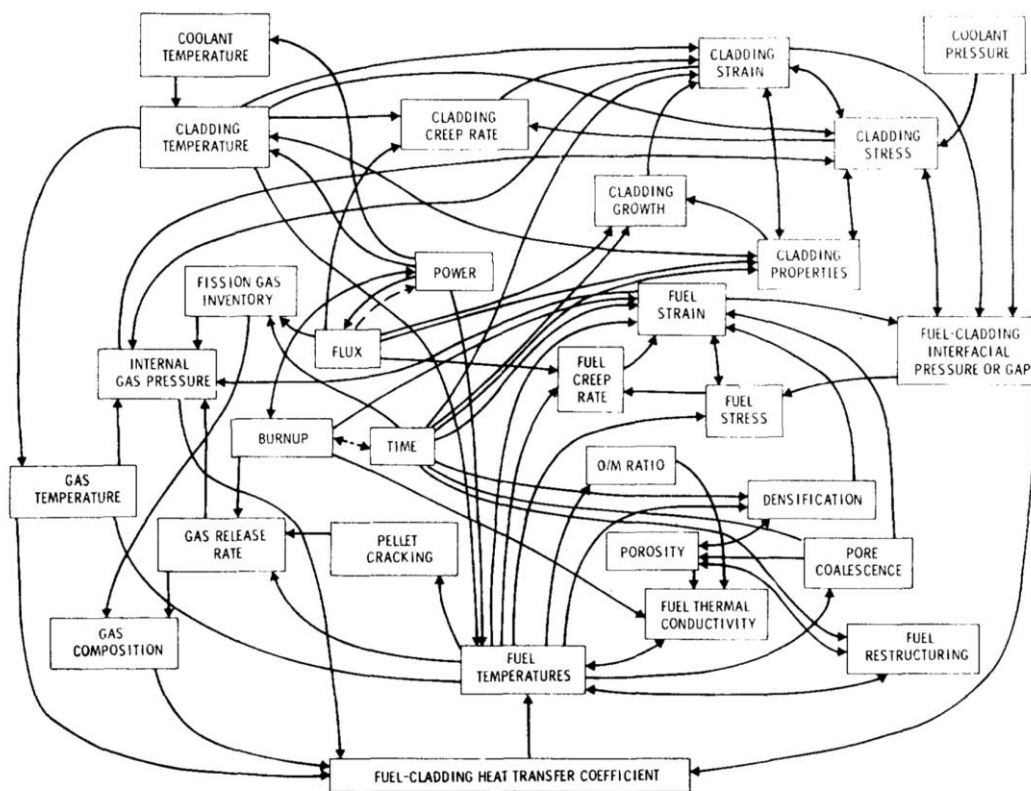 COOLANT
TEMPERATURE
CLADDING
STRAIN
COOLANT
PRESSURE
CLADDING
TEMPERATURE
CLADDING
CREEP RATE
CLADDING
STRESS
CLADDING
GROWTH
CLADDING
PROPERTIES
FISSION GAS
INVENTORY
POWER
FUEL
STRAIN
INTERNAL
GAS PRESSURE
FLUX
FUEL
CREEP
RATE
FUEL
STRESS
FUEL-CLADDING
INTERFACIAL
PRESSURE OR GAP
BURNUP
TIME
O/M RATIO
GAS
TEMPERATURE
DENSIFICATION
GAS RELEASE
RATE
PELLET
CRACKING
POROSITY
PORE
COALESCENCE
GAS
COMPOSITION
FUEL THERMAL
CONDUCTIVITY
FUEL
TEMPERATURES
FUEL
RESTRUCTURING
FUEL-CLADDING HEAT TRANSFER COEFFICIENT